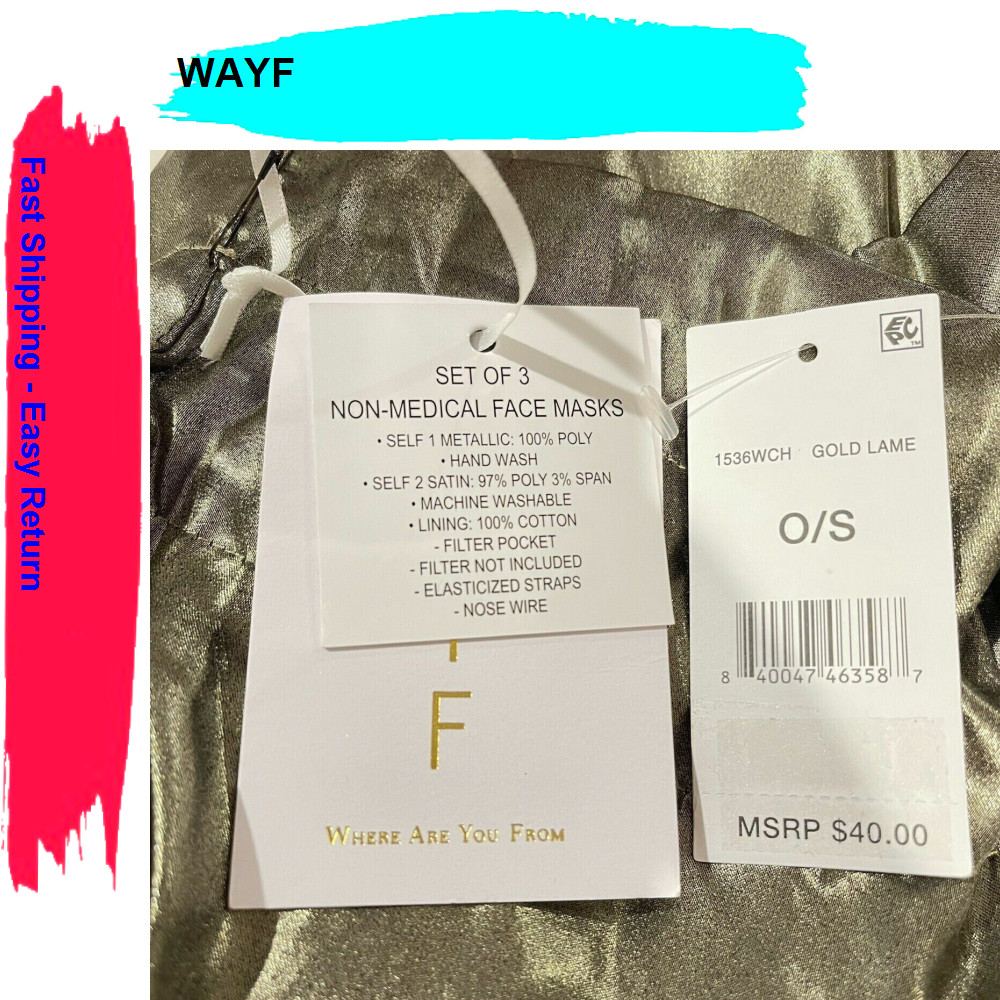 WAYF
Fast Shipping - Easy Return
SET OF 3
NON-MEDICAL FACE MASKS
• SELF 1 METALLIC: 100% POLY
• HAND WASH
• SELF 2 SATIN: 97% POLY 3% SPAN
• MACHINE WASHABLE
• LINING: 100% COTTON
- FILTER POCKET
- FILTER NOT INCLUDED
- ELASTICIZED STRAPS
- NOSE WIRE
F
WHERE ARE YOU FROM
EPC
TM
1536WCH GOLD LAME
O/S
8 40047 46358 7
MSRP $40.00